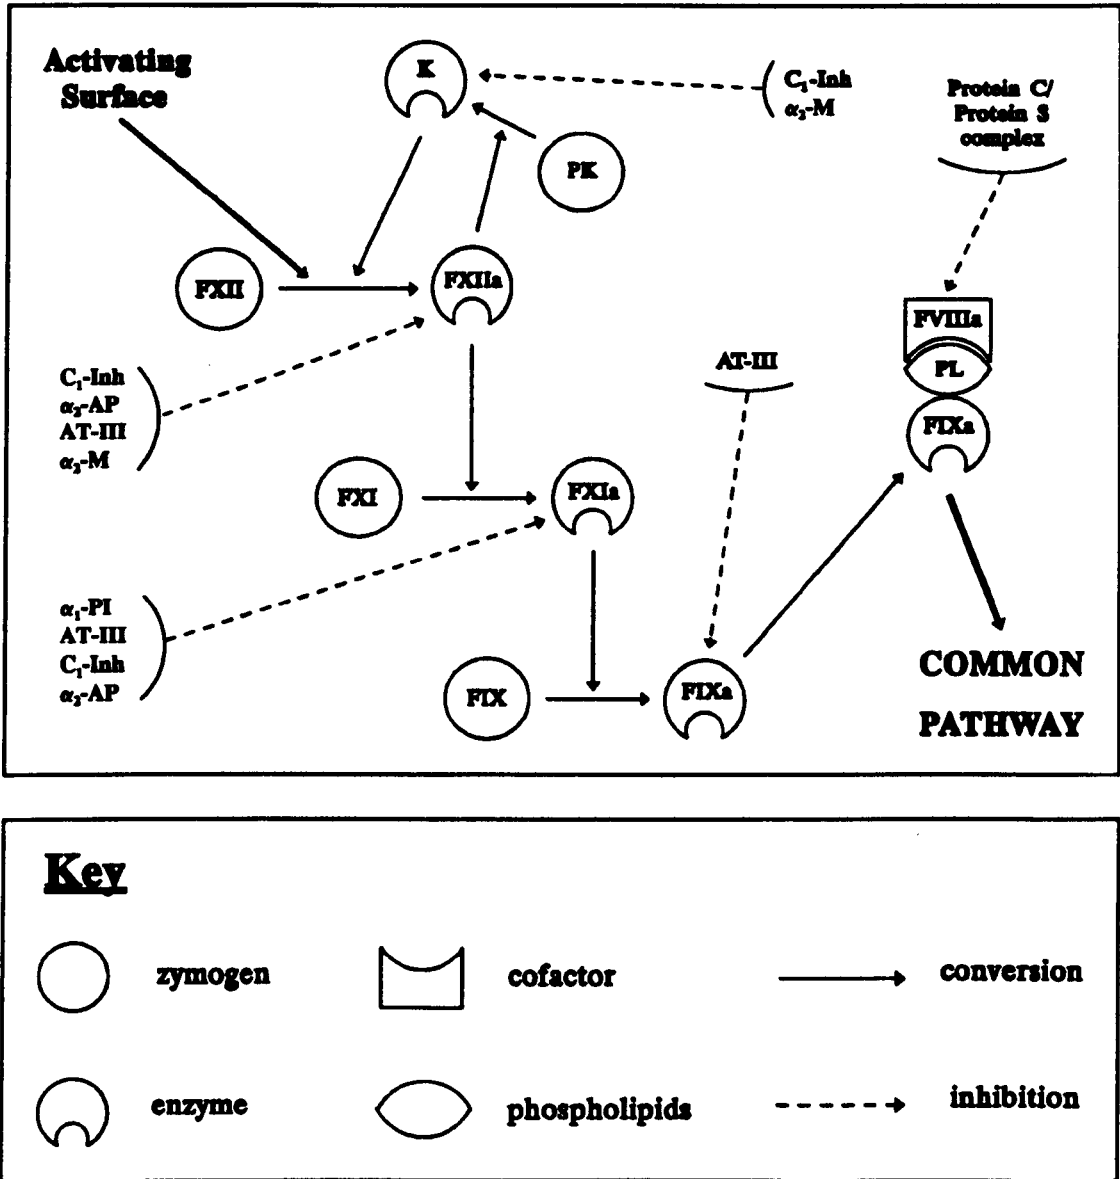 Activating
Surface
K
C₁-Inh
α₂-M
Protein C/
Protein S
complex
PK
FXII
FXIIa
FVIIIa
PL
FIXa
C₁-Inh
α₂-AP
AT-III
α₂-M
AT-III
FXI
FXIa
α₁-PI
AT-III
C₁-Inh
α₂-AP
FIX
FIXa
COMMON
PATHWAY
Key
zymogen
cofactor
conversion
enzyme
phospholipids
inhibition